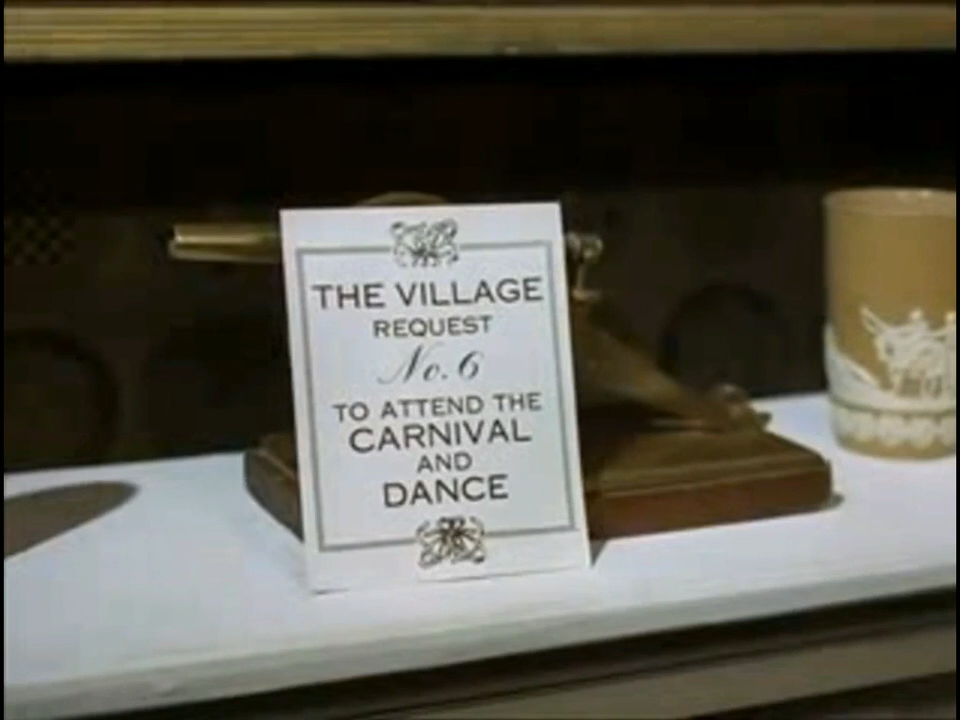 THE VILLAGE
REQUEST
No. 6
TO ATTEND THE
CARNIVAL
AND
DANCE